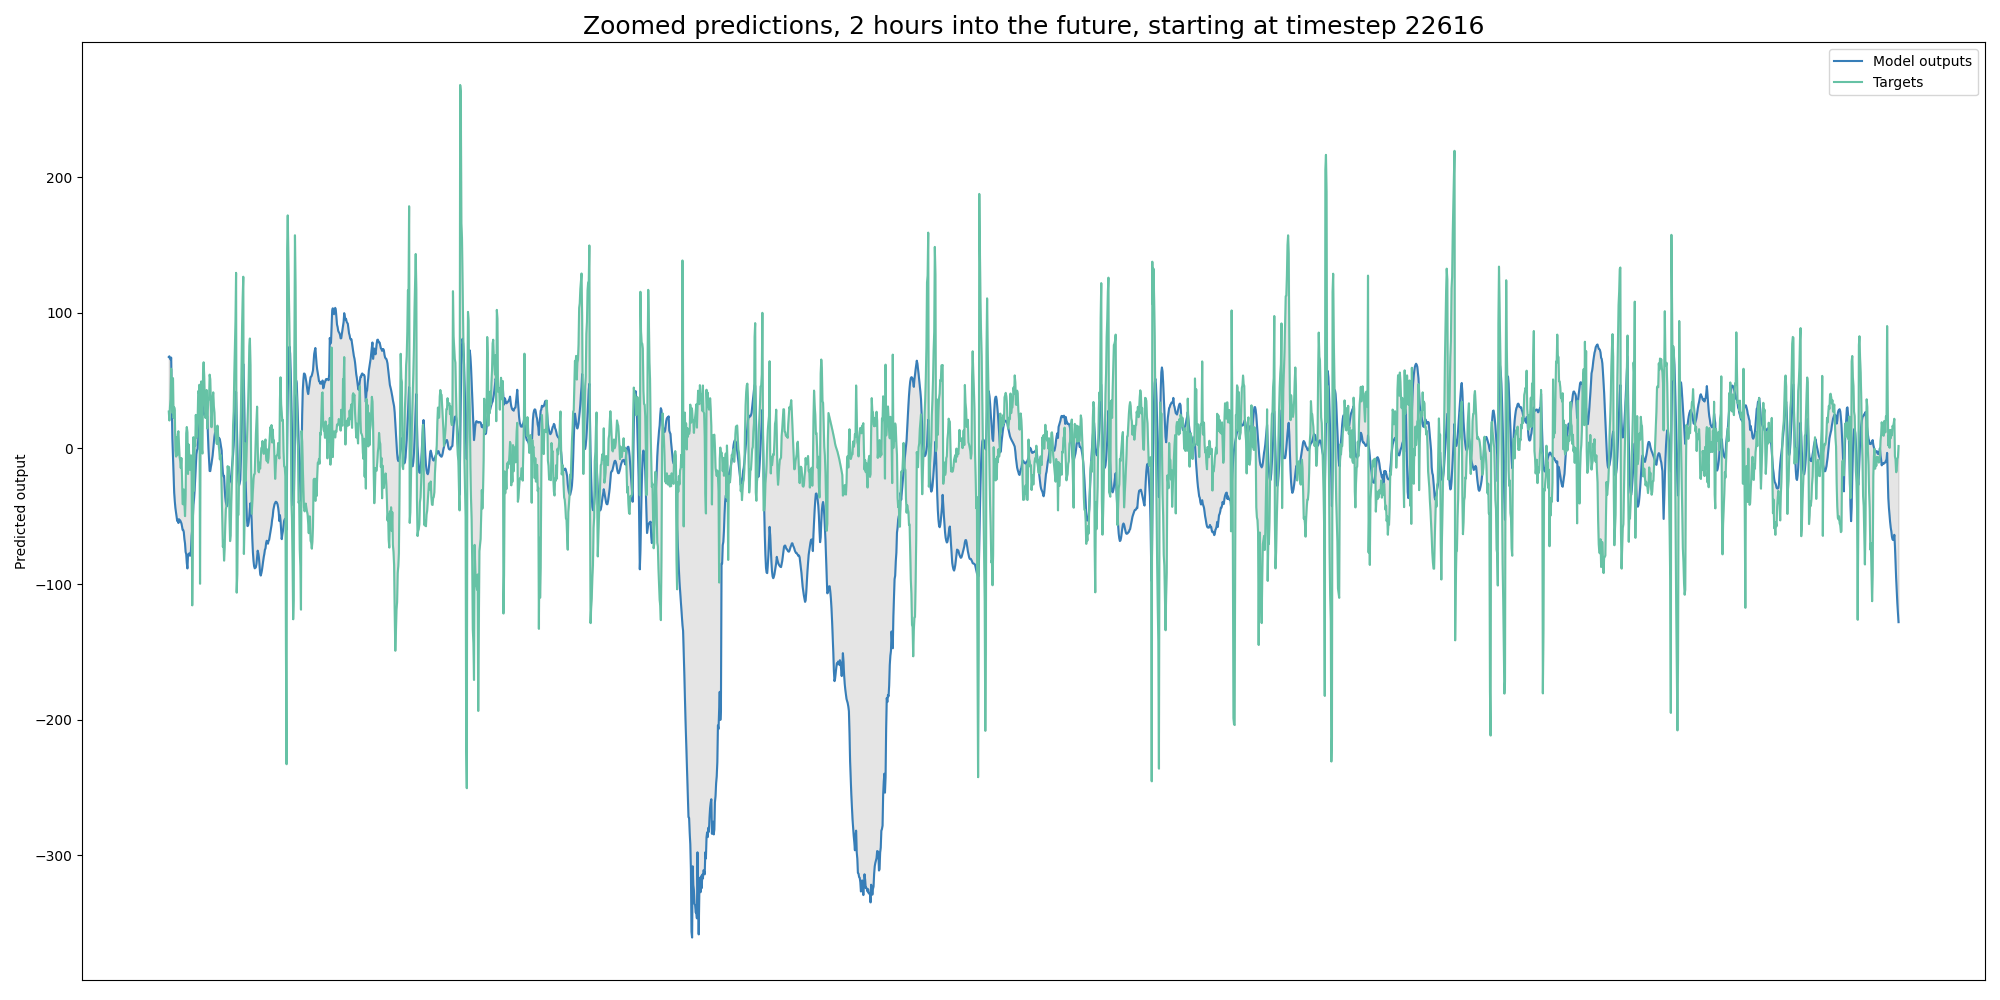 Zoomed predictions, 2 hours into the future, starting at timestep 22616
Model outputs
Targets
200
100
0
−100
−200
−300
Predicted output